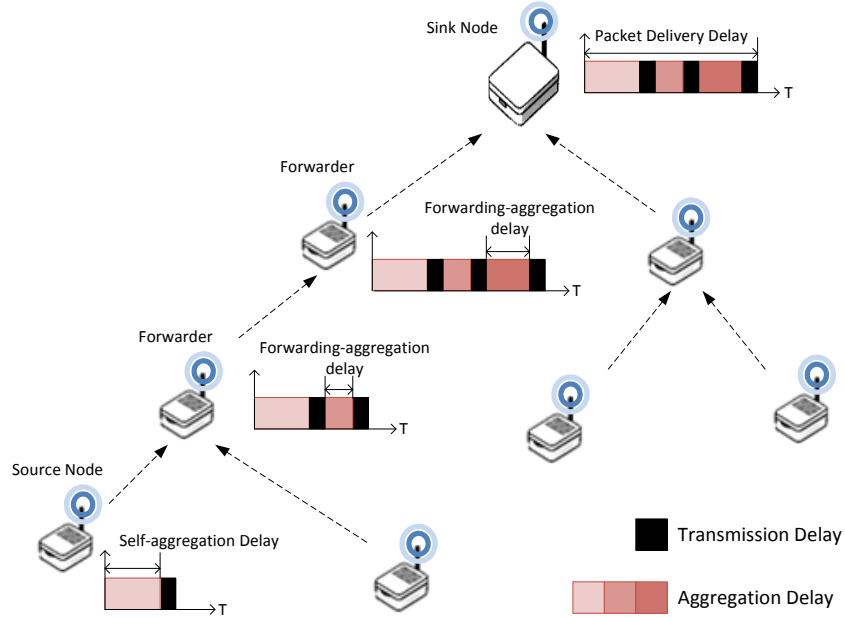 Sink Node
Packet Delivery Delay
T
Forwarder
Forwarding-aggregation
delay
T
Forwarder
Forwarding-aggregation
delay
T
Source Node
Self-aggregation Delay
T
Transmission Delay
Aggregation Delay